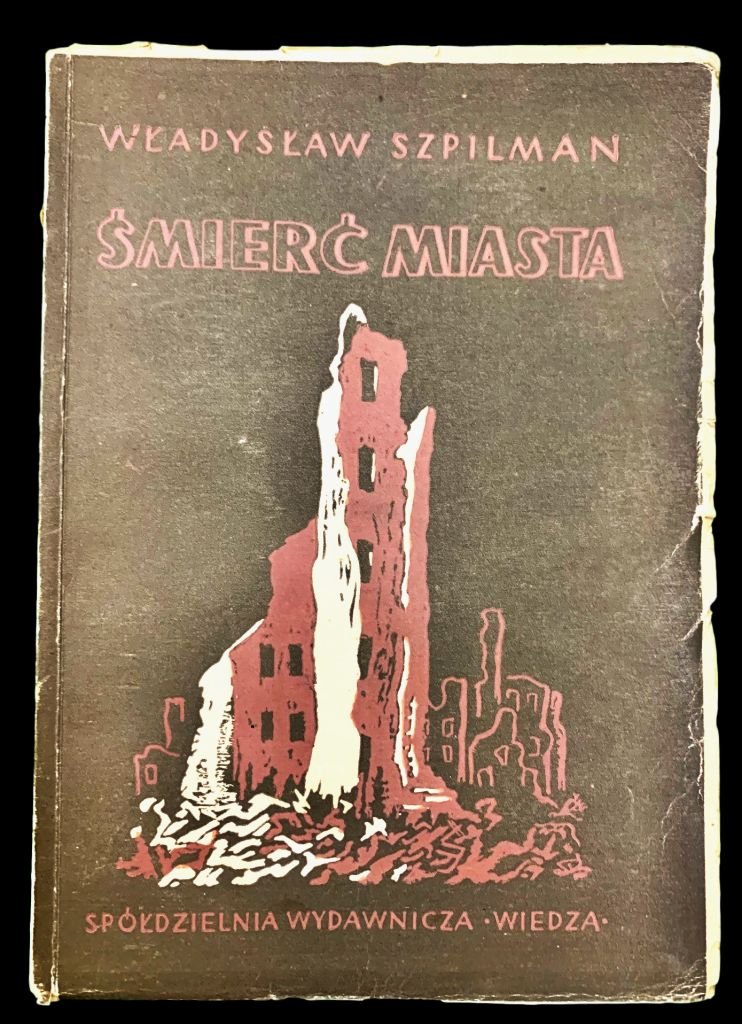 WŁADYSŁAW SZPILMAN
ŚMIERĆ MIASTA
SPÓŁDZIELNIA WYDAWNICZA · WIEDZA ·